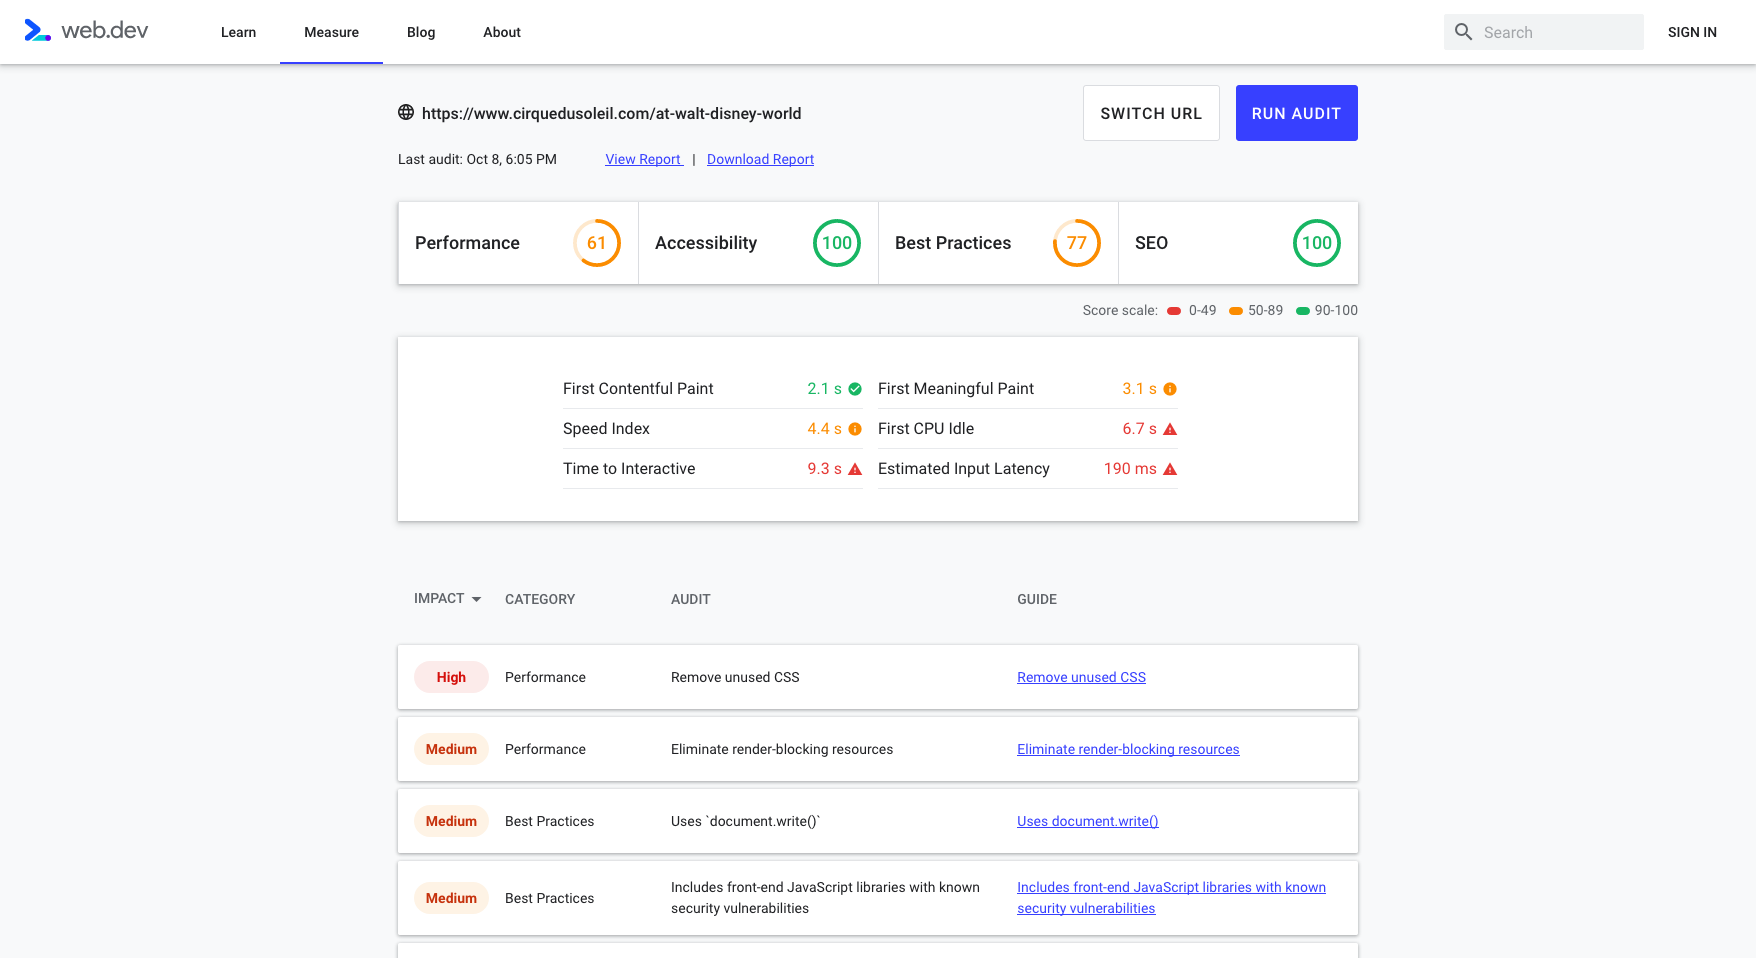 web.dev
Learn
Measure
Blog
About
Search
SIGN IN
https://www.cirquedusoleil.com/at-walt-disney-world
SWITCH URL
RUN AUDIT
Last audit: Oct 8, 6:05 PM
View Report | Download Report
Performance 61
Accessibility 100
Best Practices 77
SEO 100
Score scale: 0-49 50-89 90-100
First Contentful Paint 2.1 s
First Meaningful Paint 3.1 s
Speed Index 4.4 s
First CPU Idle 6.7 s
Time to Interactive 9.3 s
Estimated Input Latency 190 ms
IMPACT CATEGORY AUDIT GUIDE
High Performance Remove unused CSS Remove unused CSS
Medium Performance Eliminate render-blocking resources Eliminate render-blocking resources
Medium Best Practices Uses `document.write()` Uses document.write()
Medium Best Practices
Includes front-end JavaScript libraries with known
security vulnerabilities
Includes front-end JavaScript libraries with known
security vulnerabilities